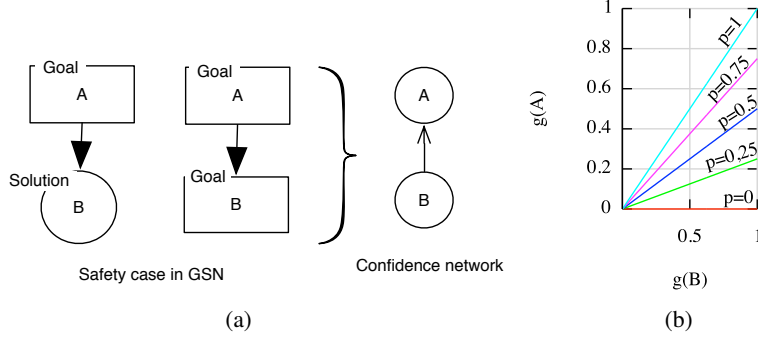 Goal
A
Solution
B
Goal
A
Goal
B
Safety case in GSN
A
B
Confidence network
(a)
1
0.8
0.6
0.4
0.2
0
g(A)
p=1
p=0.75
p=0.5
p=0,25
p=0
0.5
1
g(B)
(b)